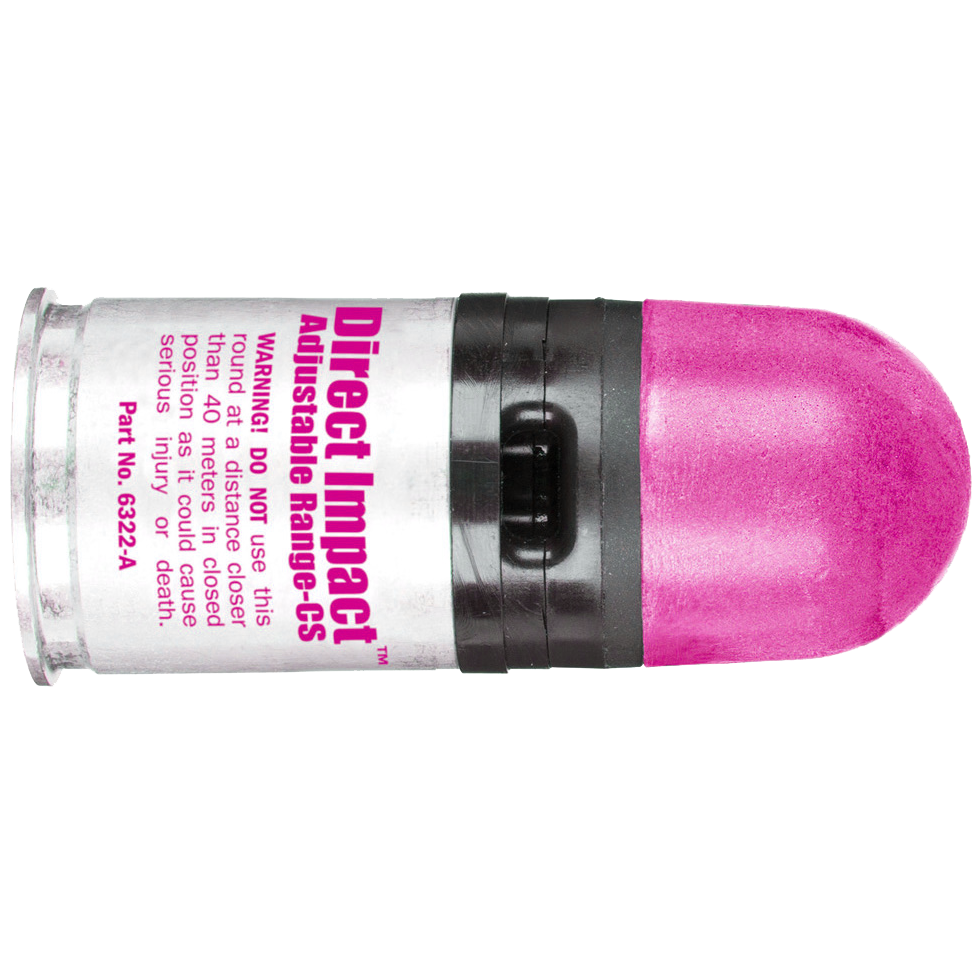 Direct Impact™
Adjustable Range-CS
WARNING! DO NOT use this
round at a distance closer
than 40 meters in closed
position as it could cause
serious injury or death.
Part No. 6322-A